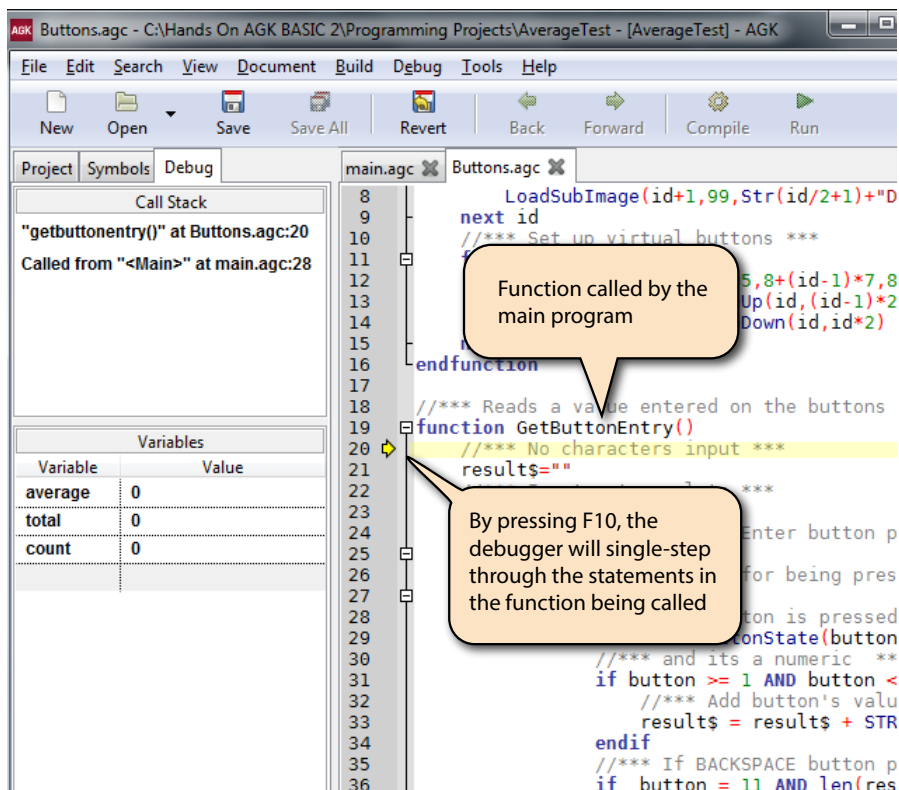 AGK Buttons.agc - C:\Hands On AGK BASIC 2\Programming Projects\AverageTest - [AverageTest] - AGK
File Edit Search View Document Build Debug Tools Help
New Open Save Save All Revert Back Forward Compile Run
Project Symbols Debug
Call Stack
"getbuttonentry()" at Buttons.agc:20
Called from "<Main>" at main.agc:28
Variables
Variable Value
average 0
total 0
count 0
main.agc Buttons.agc
8 LoadSubImage(id+1,99,Str(id/2+1)+"D
9 next id
10 //*** Set up virtual buttons ***
11
12 5,8+(id-1)*7,8
13 Up(id,(id-1)*2
14 Down(id,id*2)
15
16 endfunction
17
18 //*** Reads a value entered on the buttons
19 function GetButtonEntry()
20 //*** No characters input ***
21 result$=""
22 ***
23
24 Enter button p
25
26 for being pres
27
28 ton is pressed
29 tonState(button
30 //*** and its a numeric **
31 if button >= 1 AND button <
32 //*** Add button's valu
33 result$ = result$ + STR
34 endif
35 //*** If BACKSPACE button p
36 if button = 11 AND len(res
Function called by the
main program
By pressing F10, the
debugger will single-step
through the statements in
the function being called